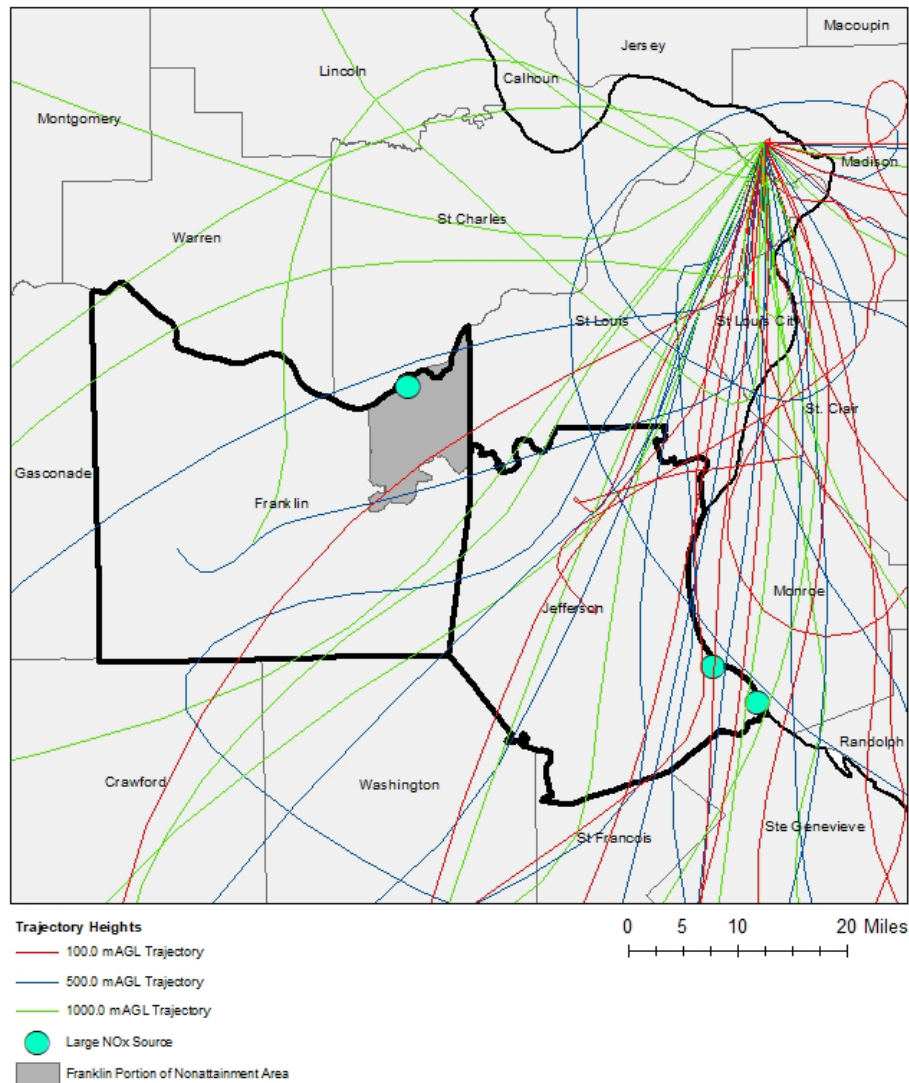 Macoupin
Jersey
Lincoln
Calhoun
Montgomery
Madison
St Charles
Warren
St Louis
St Louis City
St. Clair
Gasconade
Franklin
Monroe
Jefferson
Randolph
Crawford
Washington
Ste Genevieve
St Francois
Trajectory Heights
0 5 10 20 Miles
100.0 mAGL Trajectory
500.0 mAGL Trajectory
1000.0 mAGL Trajectory
Large NOx Source
Franklin Portion of Nonattainment Area